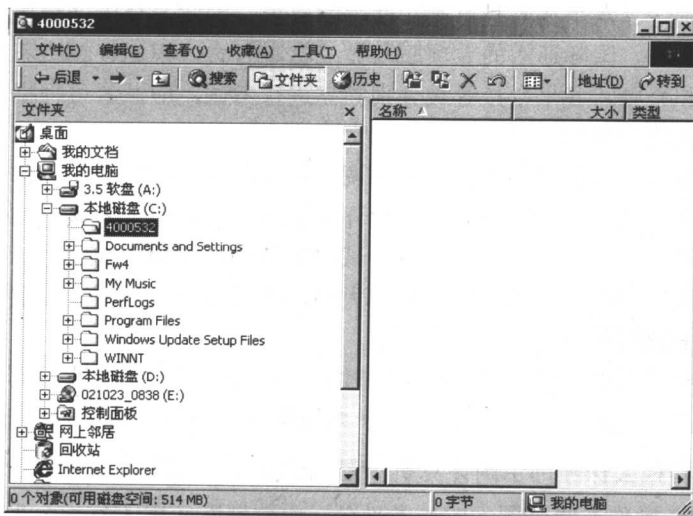 4000532
文件(F) 编辑(E) 查看(V) 收藏(A) 工具(T) 帮助(H)
后退 搜索 文件夹 历史 地址(D) 转到
文件夹 名称 大小 类型
桌面
我的文档
我的电脑
3.5 软盘 (A:)
本地磁盘 (C:)
4000532
Documents and Settings
Fw4
My Music
PerfLogs
Program Files
Windows Update Setup Files
WINNT
本地磁盘 (D:)
021023_0838 (E:)
控制面板
网上邻居
回收站
Internet Explorer
0 个对象(可用磁盘空间: 514 MB) 0 字节 我的电脑